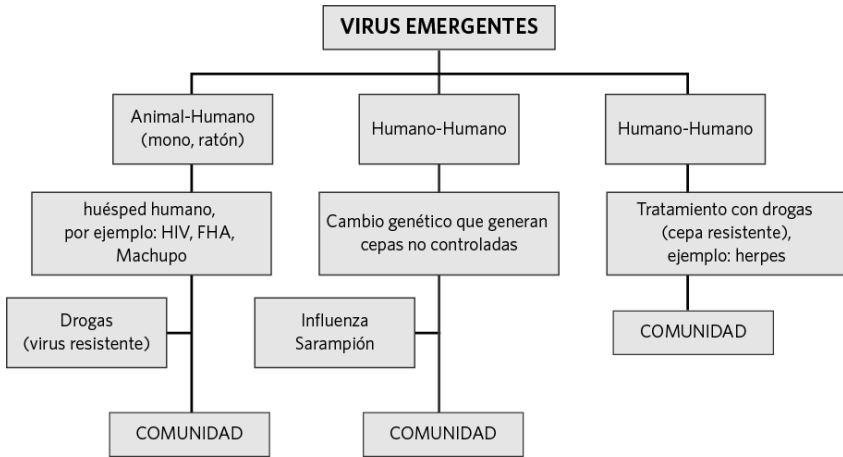 VIRUS EMERGENTES
Animal-Humano
(mono, ratón)
Humano-Humano
Humano-Humano
huésped humano,
por ejemplo: HIV, FHA,
Machupo
Cambio genético que generan
cepas no controladas
Tratamiento con drogas
(cepa resistente),
ejemplo: herpes
Drogas
(virus resistente)
Influenza
Sarampión
COMUNIDAD
COMUNIDAD
COMUNIDAD